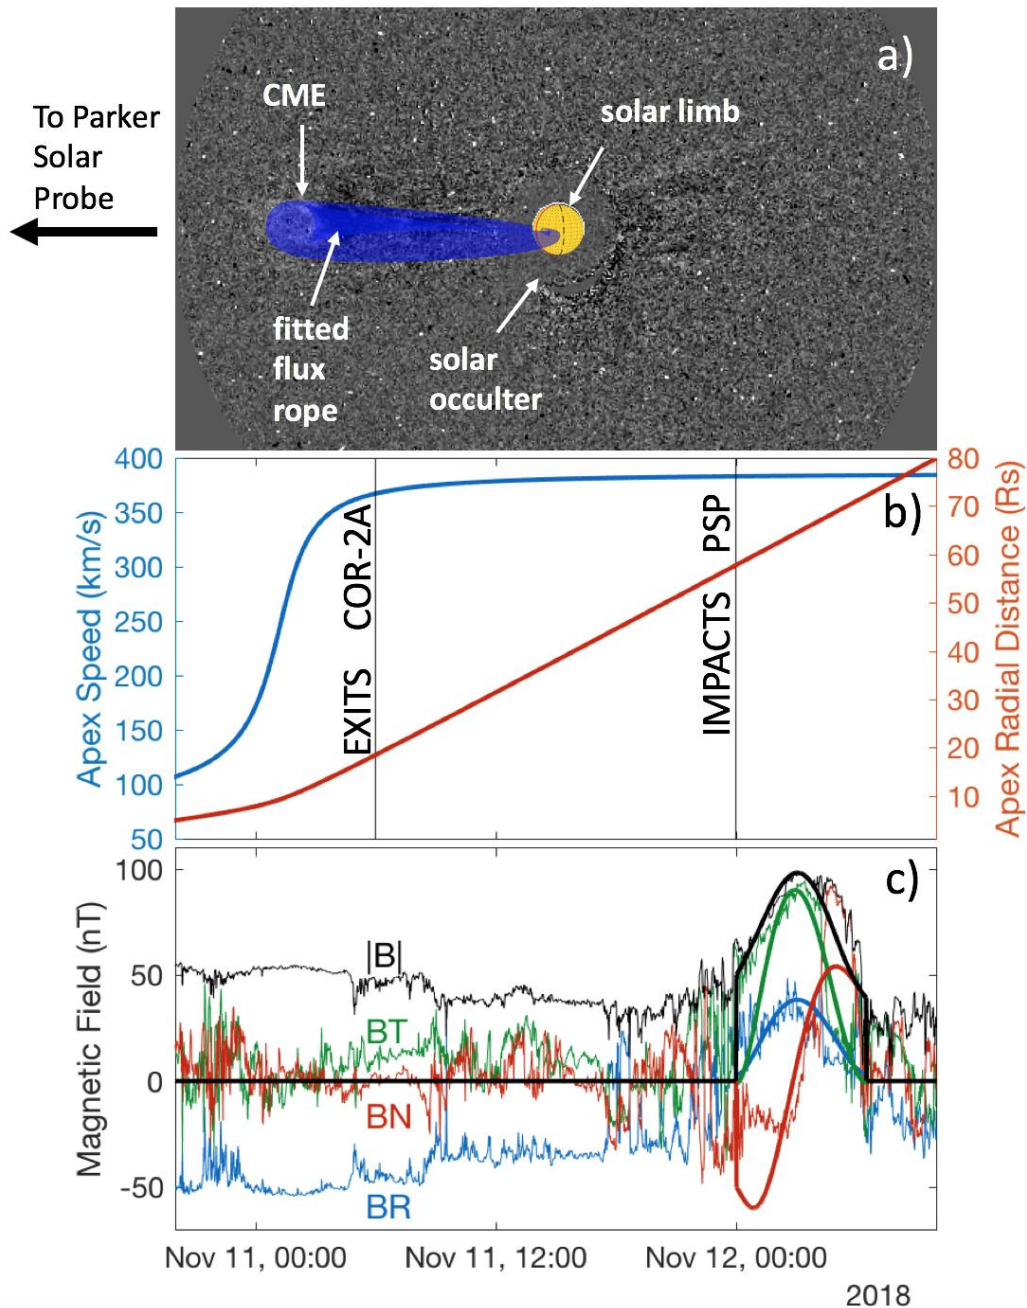 a)
CME
solar limb
To Parker
Solar
Probe
fitted
flux
rope
solar
occulter
400
350
300
250
200
150
100
50
Apex Speed (km/s)
EXITS COR-2A
IMPACTS PSP
b)
80
70
60
50
40
30
20
10
Apex Radial Distance (Rs)
c)
100
50
0
-50
Magnetic Field (nT)
|B|
BT
BN
BR
Nov 11, 00:00
Nov 11, 12:00
Nov 12, 00:00
2018